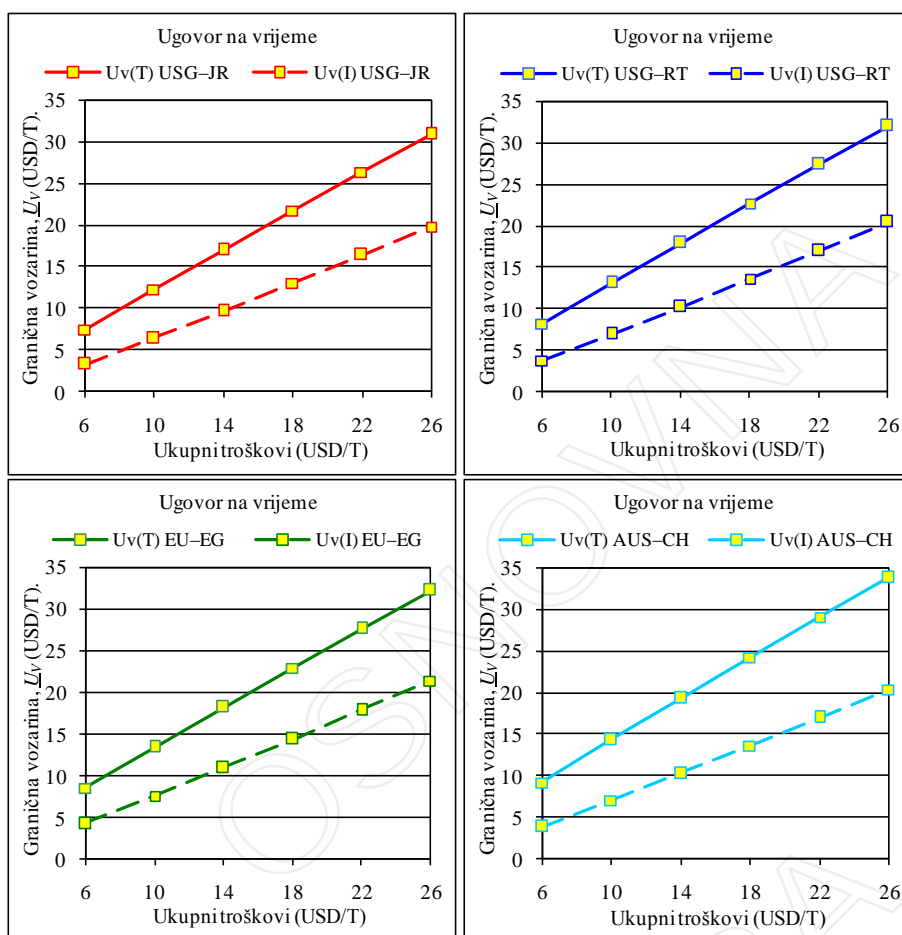 Ugovor na vrijeme
Uv(T) USG–JR Uv(I) USG–JR
Granična vozarina, UV (USD/T).
35
30
25
20
15
10
5
0
6 10 14 18 22 26
Ukupni troškovi (USD/T)
Ugovor na vrijeme
Uv(T) USG–RT Uv(I) USG–RT
Graničn avozarina, UV (USD/T).
35
30
25
20
15
10
5
0
6 10 14 18 22 26
Ukupni troškovi (USD/T)
Ugovor na vrijeme
Uv(T) EU–EG Uv(I) EU–EG
Granična vozarina, UV (USD/T).
35
30
25
20
15
10
5
0
6 10 14 18 22 26
Ukupni troškovi (USD/T)
Ugovor na vrijeme
Uv(T) AUS–CH Uv(I) AUS–CH
Granična vozarina, UV (USD/T).
35
30
25
20
15
10
5
0
6 10 14 18 22 26
Ukupni troškovi (USD/T)
OSNOVNA